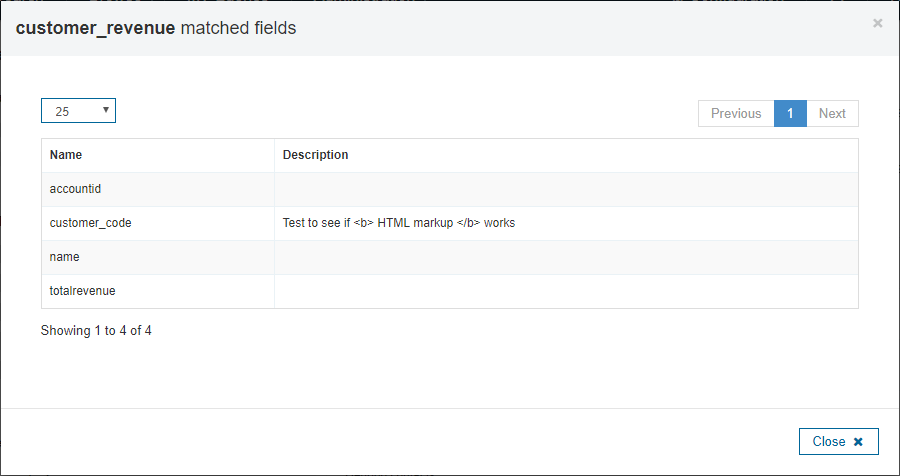 customer_revenue matched fields
×
25
Previous 1 Next
Name Description
accountid
customer_code Test to see if <b> HTML markup </b> works
name
totalrevenue
Showing 1 to 4 of 4
Close ×